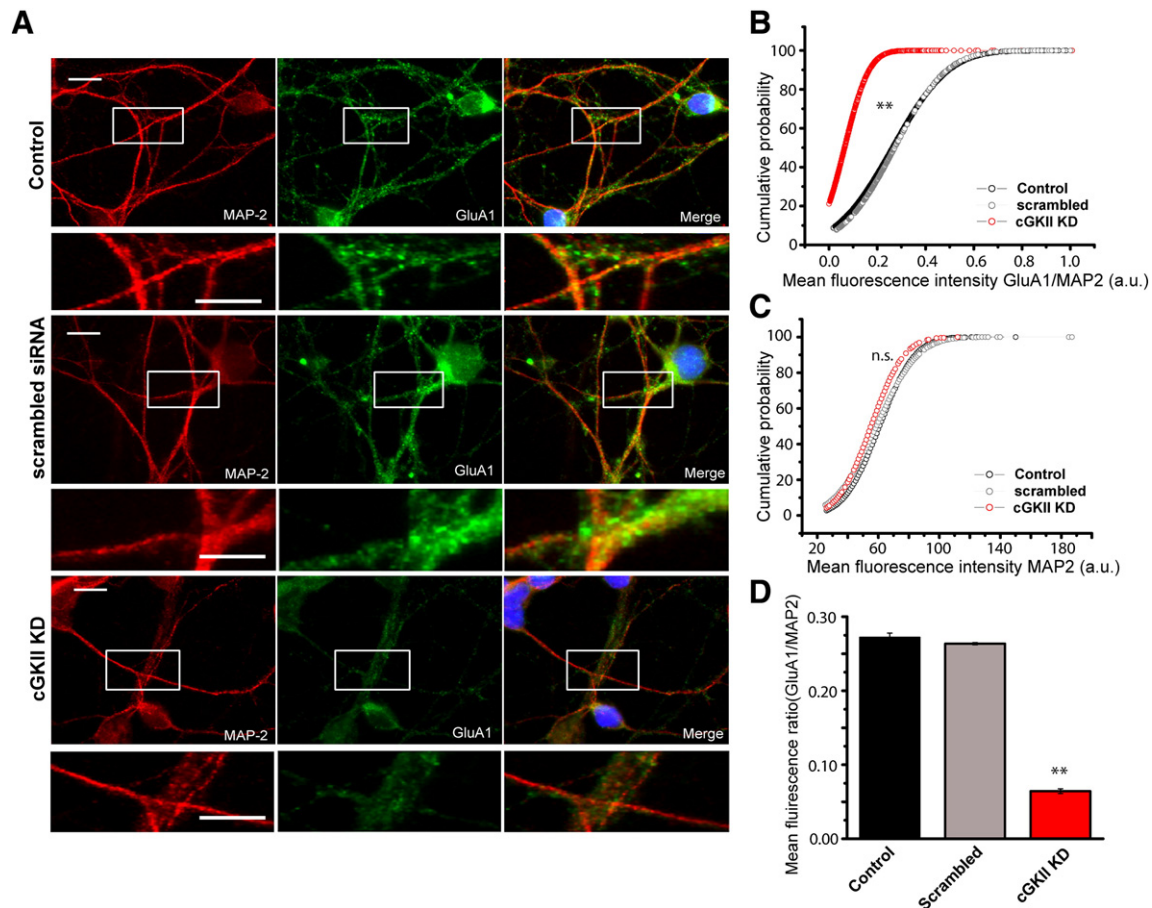 A
Control
MAP-2
GluA1
Merge
scrambled siRNA
MAP-2
GluA1
Merge
cGKII KD
MAP-2
GluA1
Merge
B
Cumulative probability
100
80
60
40
20
0
**
Control
scrambled
cGKII KD
0.0 0.2 0.4 0.6 0.8 1.0
Mean fluorescence intensity GluA1/MAP2 (a.u.)
C
Cumulative probability
100
80
60
40
20
0
n.s.
Control
scrambled
cGKII KD
20 60 100 140 180
Mean fluorescence intensity MAP2 (a.u.)
D
Mean fluirescence ratio(GluA1/MAP2)
0.30
0.20
0.10
0.00
**
Control
Scrambled
cGKII KD